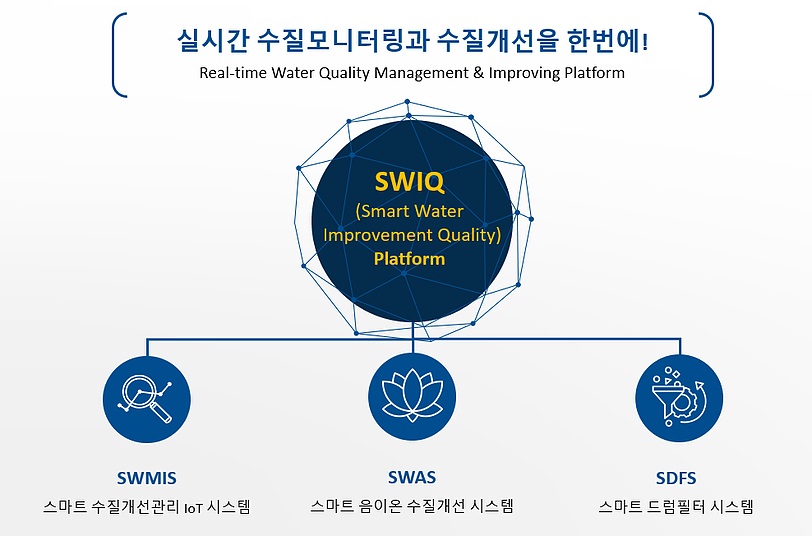 실시간 수질모니터링과 수질개선을 한번에!
Real-time Water Quality Management & Improving Platform
SWIQ
(Smart Water
Improvement Quality)
Platform
SWMIS
스마트 수질개선관리 IoT 시스템
SWAS
스마트 음이온 수질개선 시스템
SDFS
스마트 드럼필터 시스템